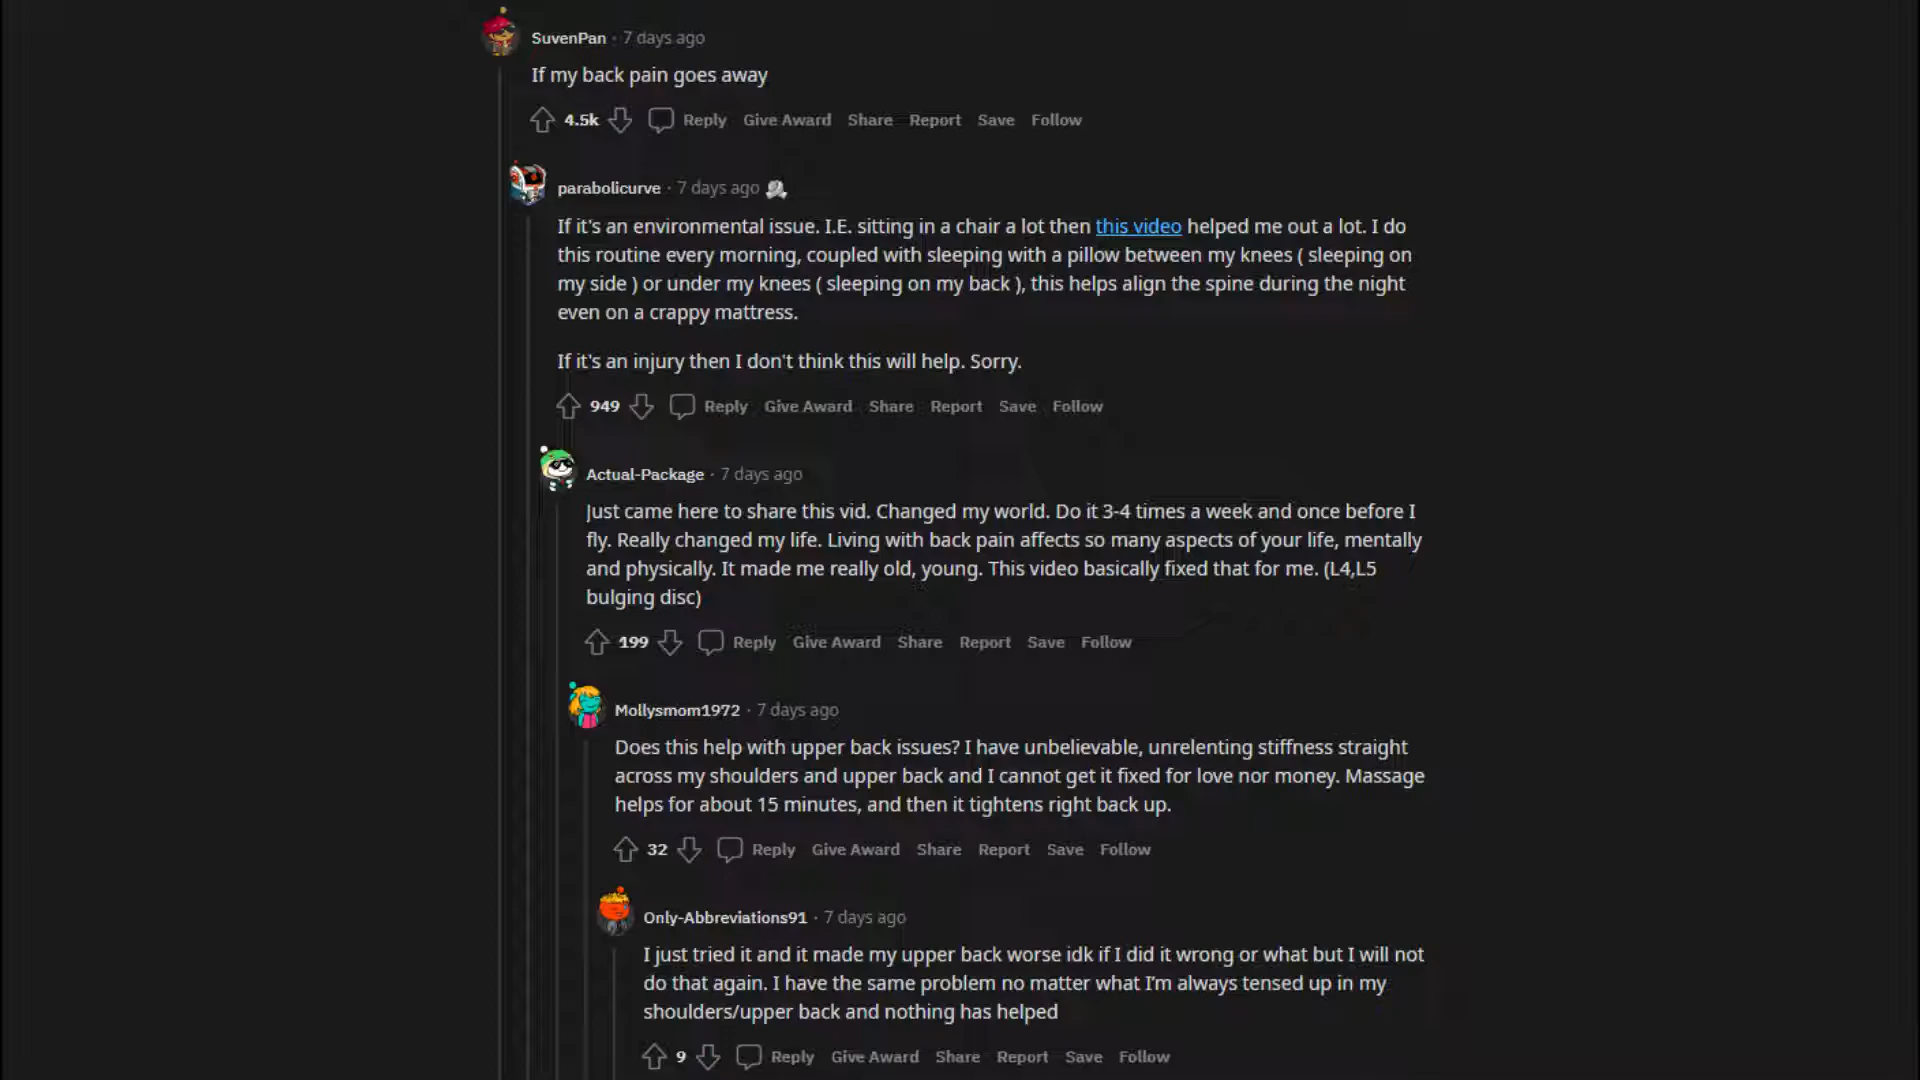 SuvenPan · 7 days ago
If my back pain goes away
4.5k Reply Give Award Share Report Save Follow
parabolicurve · 7 days ago
If it's an environmental issue. I.E. sitting in a chair a lot then this video helped me out a lot. I do
this routine every morning, coupled with sleeping with a pillow between my knees ( sleeping on
my side ) or under my knees ( sleeping on my back ), this helps align the spine during the night
even on a crappy mattress.
If it's an injury then I don't think this will help. Sorry.
949 Reply Give Award Share Report Save Follow
Actual-Package · 7 days ago
Just came here to share this vid. Changed my world. Do it 3-4 times a week and once before I
fly. Really changed my life. Living with back pain affects so many aspects of your life, mentally
and physically. It made me really old, young. This video basically fixed that for me. (L4,L5
bulging disc)
199 Reply Give Award Share Report Save Follow
Mollysmom1972 · 7 days ago
Does this help with upper back issues? I have unbelievable, unrelenting stiffness straight
across my shoulders and upper back and I cannot get it fixed for love nor money. Massage
helps for about 15 minutes, and then it tightens right back up.
32 Reply Give Award Share Report Save Follow
Only-Abbreviations91 · 7 days ago
I just tried it and it made my upper back worse idk if I did it wrong or what but I will not
do that again. I have the same problem no matter what I'm always tensed up in my
shoulders/upper back and nothing has helped
9 Reply Give Award Share Report Save Follow